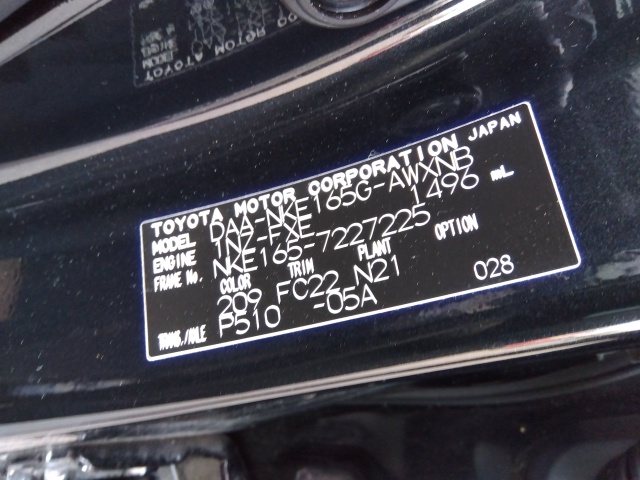 TOYOTA MOTOR CORPORATION JAPAN
MODEL DAA-NKE165G-AWXNB
ENGINE 1NZ-FXE 1496 mL
FRAME No. NKE165-7227225
COLOR TRIM PLANT OPTION
209 FC22 N21 028
TRANS./AXLE P510 -05A